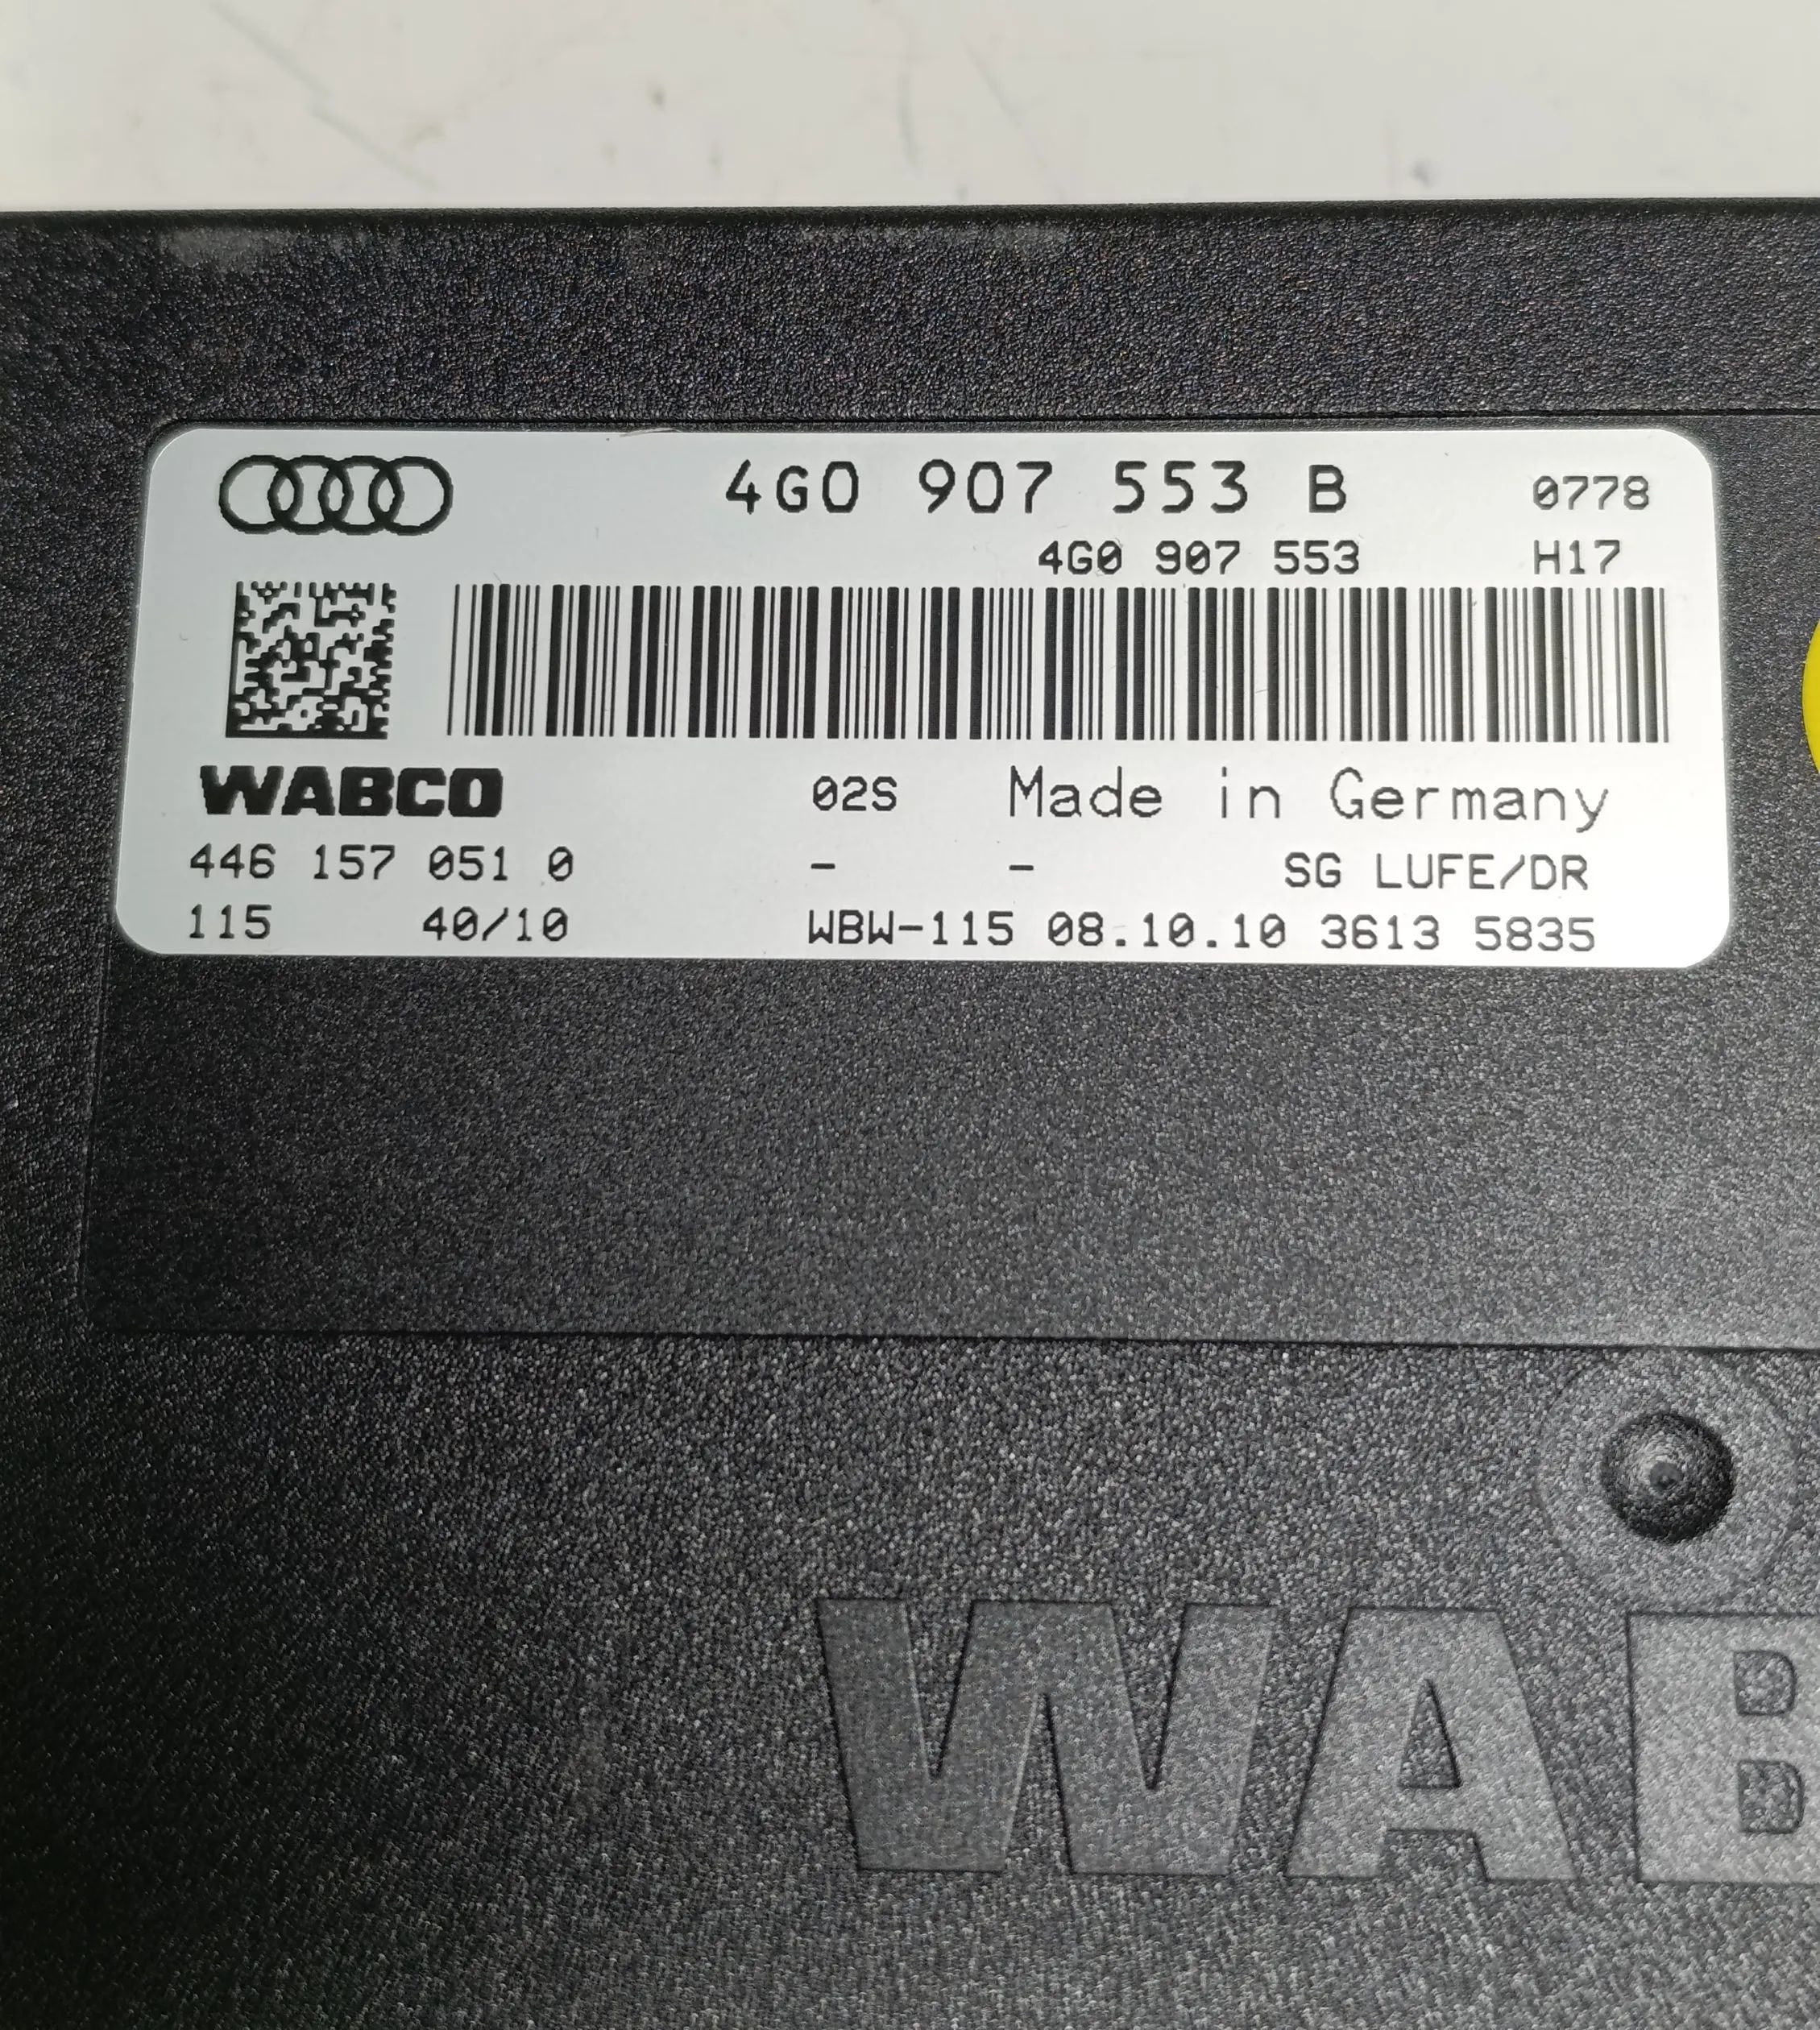 4G0 907 553 B 0778
4G0 907 553 H17
WABCO 02S Made in Germany
446 157 051 0 - - SG LUFE/DR
115 40/10 WBW-115 08.10.10 3613 5835
WAB